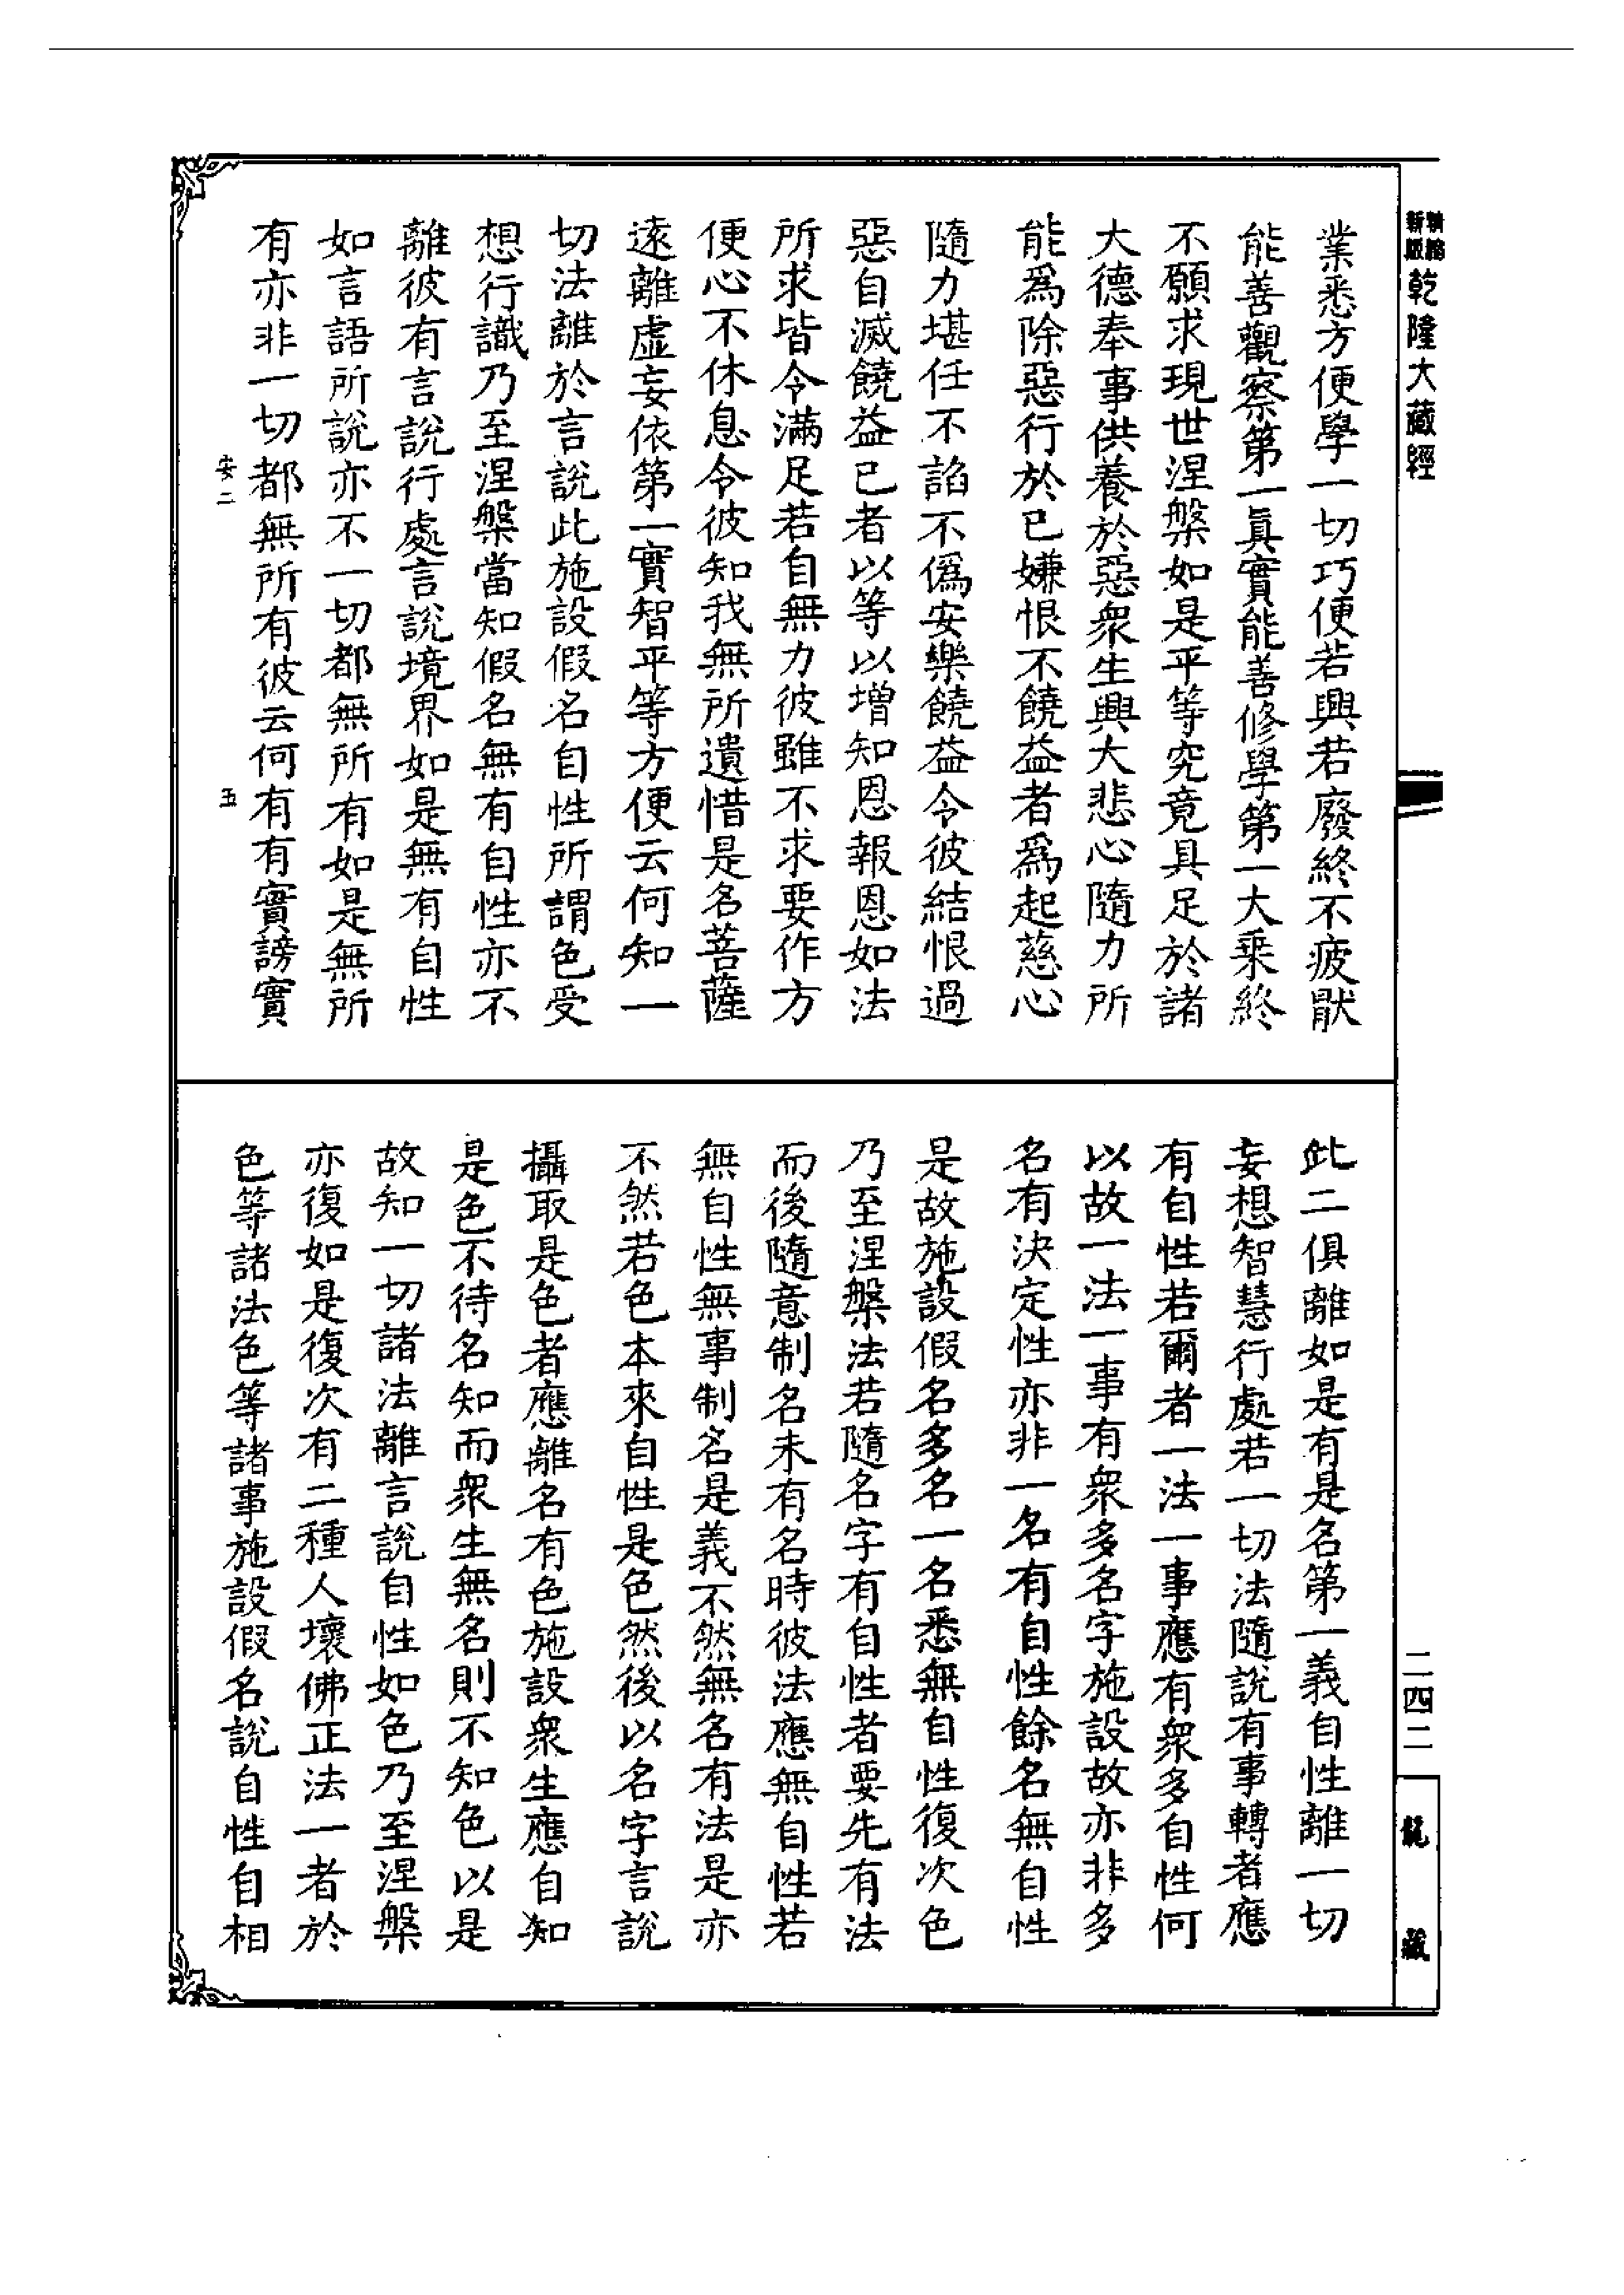 新縮
新版
乾隆大藏經
業悉方便學一切巧便若興若廢終不疲猒
能善觀察第一真實能善修學第一大乘終
不願求現世涅槃如是平等究竟具足於諸
大德奉事供養於惡衆生興大悲心隨力所
能爲除惡行於已嫌恨不饒益者爲起慈心
隨力堪任不諂不僞安樂饒益令彼結恨過
惡自滅饒益已者以等以增知恩報恩如法
所求皆令滿足若自無力彼雖不求要作方
便心不休息令彼知我無所遺惜是名菩薩
遠離虛妄依第一實智平等方便云何知一
切法離於言說此施設假名自性所謂色受
想行識乃至涅槃當知假名無有自性亦不
離彼有言說行處言說境界如是無有自性
如言語所說亦不一切都無所有如是無所
有亦非一切都無所有彼云何有有實謗實
安二
五
此二俱離如是有是名第一義自性離一切
妄想智慧行處若一切法隨說有事轉者應
有自性若爾者一法一事應有衆多自性何
以故一法一事有衆多名字施設故亦非多
名有決定性亦非一名有自性餘名無自性
是故施設假名多名一名悉無自性復次色
乃至涅槃法若隨名字有自性者要先有法
而後隨意制名未有名時彼法應無自性若
無自性無事制名是義不然無名有法是亦
不然若色本來自性是色然後以名字言說
攝取是色者應離名有色施設衆生應自知
是色不待名知而衆生無名則不知色以是
故知一切諸法離言說自性如色乃至涅槃
亦復如是復次有二種人壞佛正法一者於
色等諸法色等諸事施設假名說自性自相
二四二
龍藏